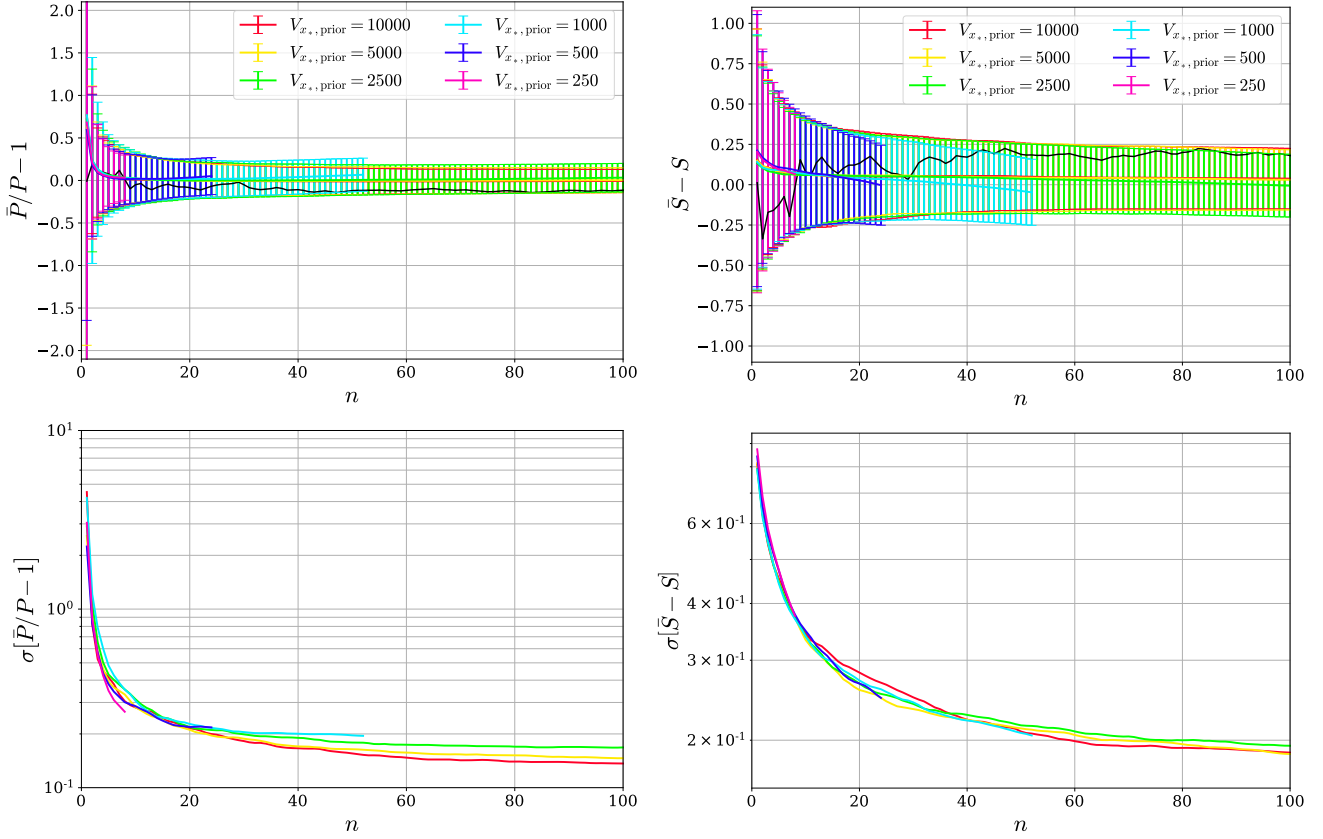 2.0
1.5
1.0
0.5
0.0
−0.5
−1.0
−1.5
−2.0
P̄/P − 1
V_{x_*,prior} = 10000
V_{x_*,prior} = 5000
V_{x_*,prior} = 2500
V_{x_*,prior} = 1000
V_{x_*,prior} = 500
V_{x_*,prior} = 250
0 20 40 60 80 100
n
1.00
0.75
0.50
0.25
0.00
−0.25
−0.50
−0.75
−1.00
S̄ − S
V_{x_*,prior} = 10000
V_{x_*,prior} = 5000
V_{x_*,prior} = 2500
V_{x_*,prior} = 1000
V_{x_*,prior} = 500
V_{x_*,prior} = 250
0 20 40 60 80 100
n
10¹
10⁰
10⁻¹
σ[P̄/P − 1]
0 20 40 60 80 100
n
6 × 10⁻¹
4 × 10⁻¹
3 × 10⁻¹
2 × 10⁻¹
σ[S̄ − S]
0 20 40 60 80 100
n